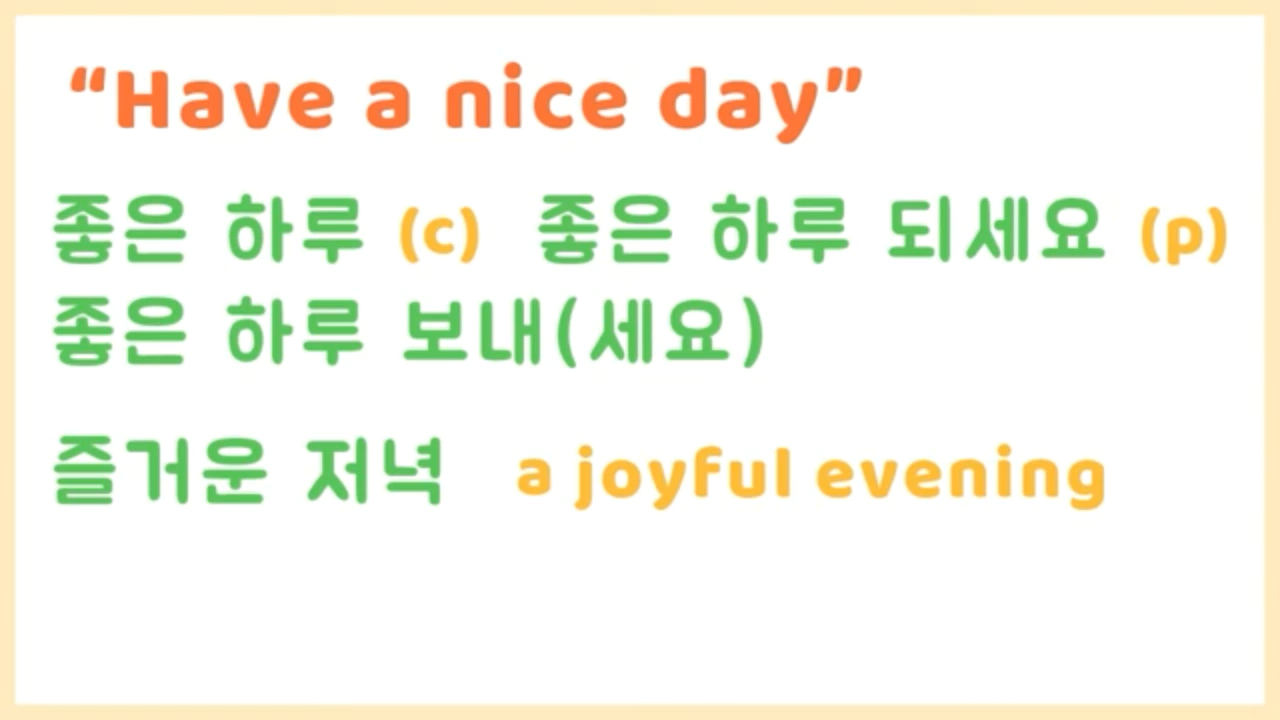 “Have a nice day”
좋은 하루 (c) 좋은 하루 되세요 (p)
좋은 하루 보내(세요)
즐거운 저녁 a joyful evening